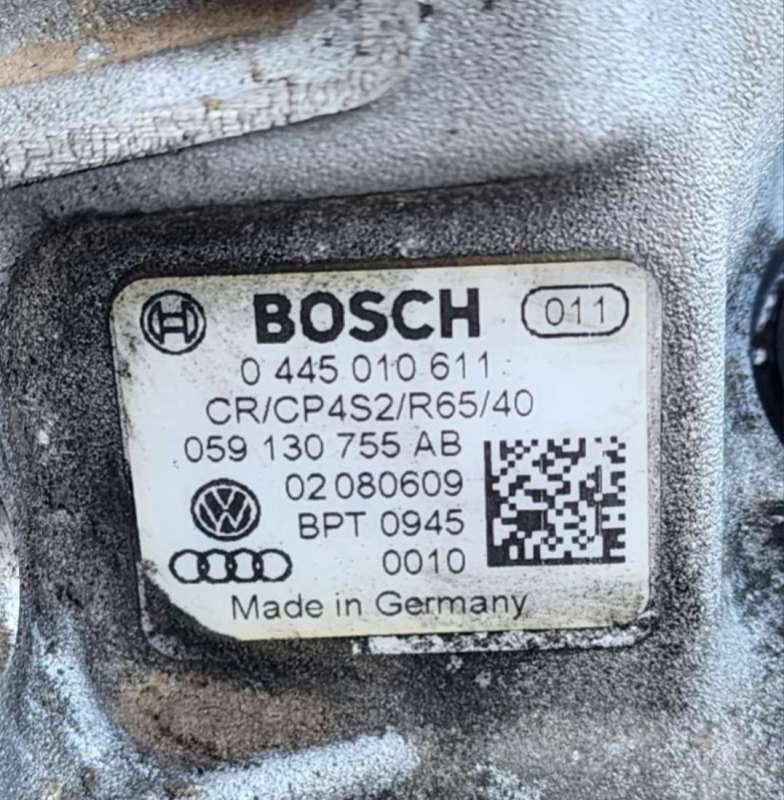 BOSCH 011
0 445 010 611
CR/CP4S2/R65/40
059 130 755 AB
02 080609
BPT 0945
0010
Made in Germany